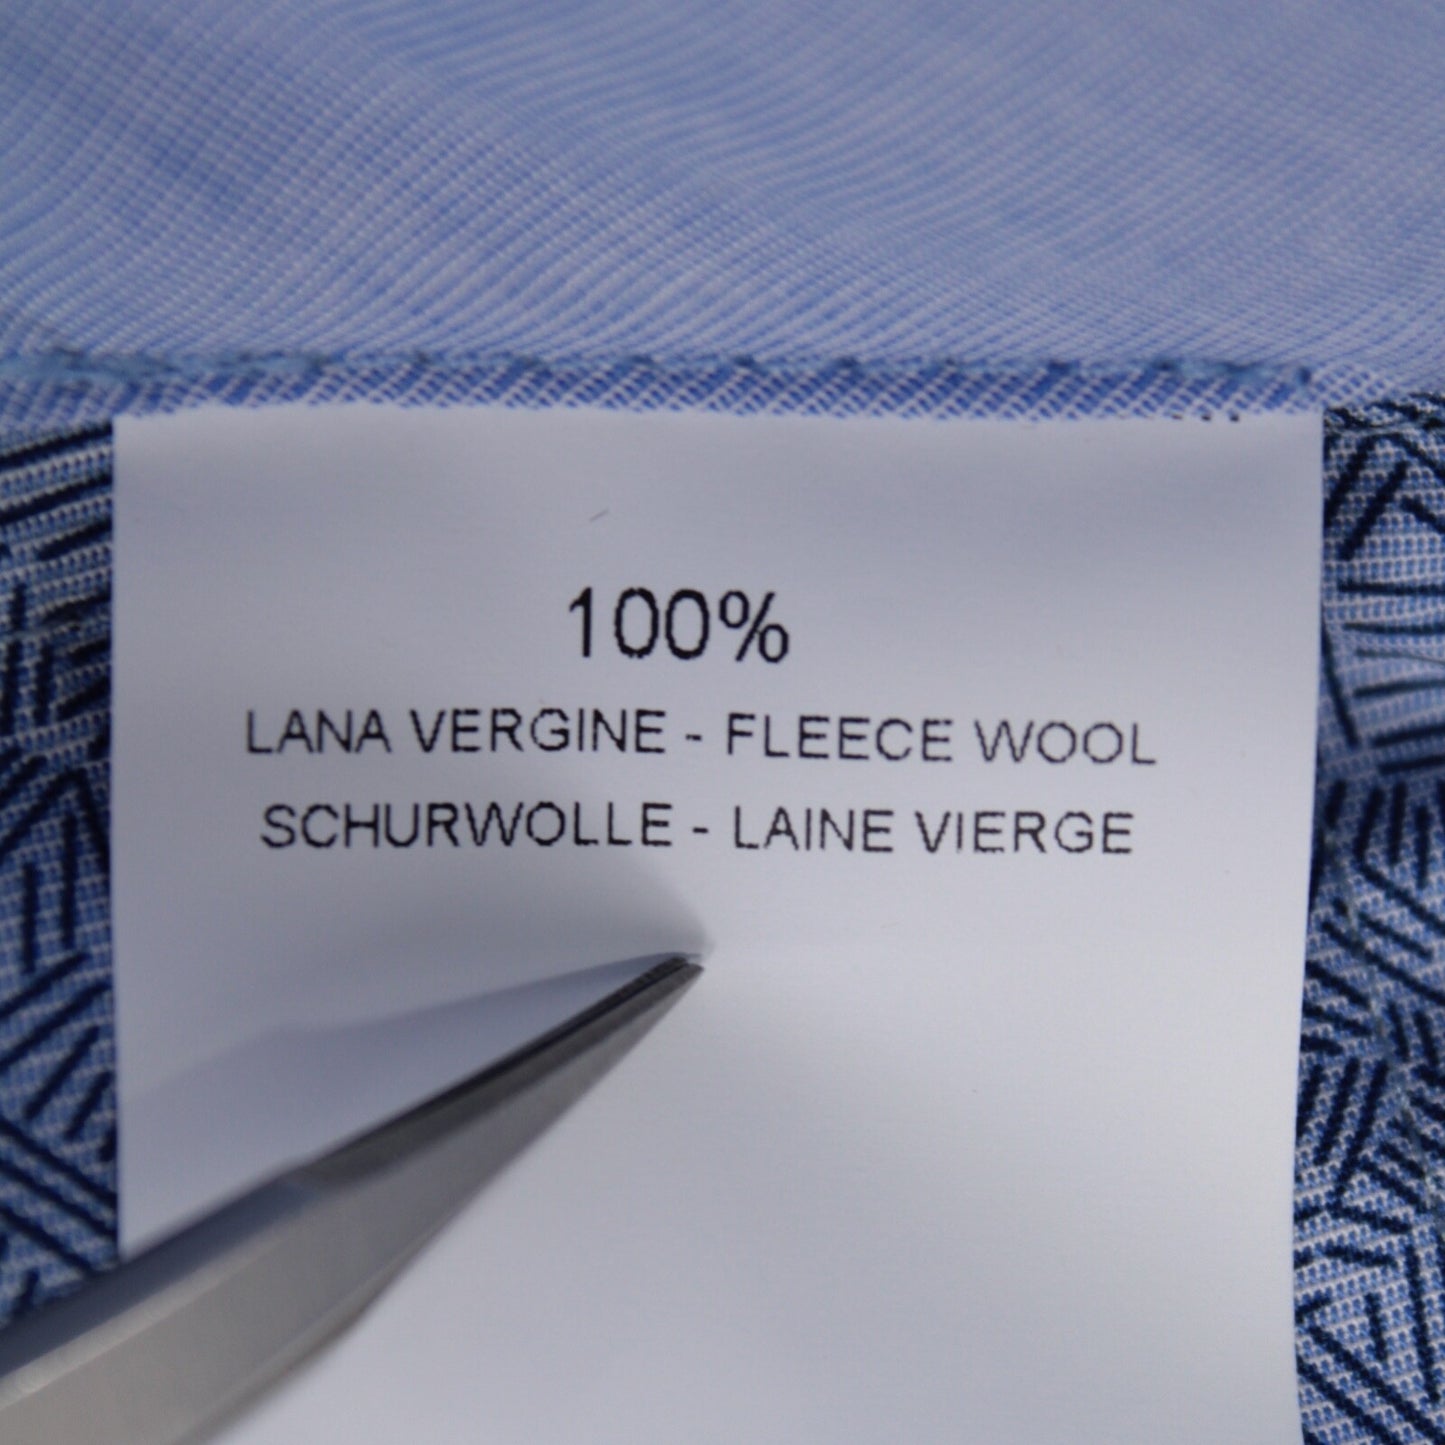 100%
LANA VERGINE - FLEECE WOOL
SCHURWOLLE - LAINE VIERGE